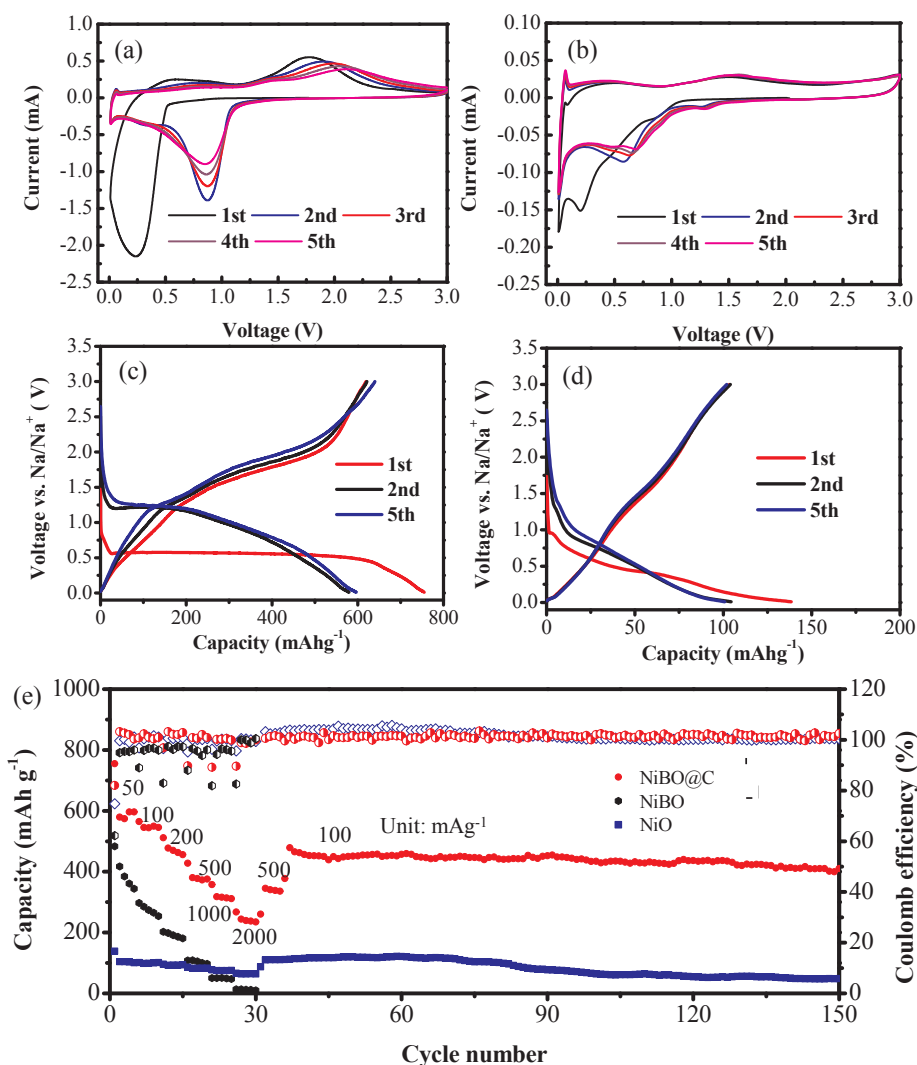 (a)
0.5
0.0
-0.5
-1.0
-1.5
-2.0
-2.5
Current (mA)
1st 2nd 3rd
4th 5th
0.0 0.5 1.0 1.5 2.0 2.5 3.0
Voltage (V)
(b)
0.10
0.05
0.00
-0.05
-0.10
-0.15
-0.20
0.25
Current (mA)
1st 2nd 3rd
4th 5th
0.0 0.5 1.0 1.5 2.0 2.5 3.0
Voltage (V)
(c)
3.5
3.0
2.5
2.0
1.5
1.0
0.5
0.0
Voltage vs. Na/Na+ ( V)
1st
2nd
5th
0 200 400 600 800
Capacity (mAhg-1)
(d)
3.5
3.0
2.5
2.0
1.5
1.0
0.5
0.0
Voltage vs. Na/Na+ ( V)
1st
2nd
5th
0 50 100 150 200
Capacity (mAhg-1)
(e)
1000
800
600
400
200
0
Capacity (mAh g-1)
50
100
200
500
1000
2000
500
100
Unit: mAg-1
NiBO@C
NiBO
NiO
120
100
80
60
40
20
0
Coulomb efficiency (%)
0 30 60 90 120 150
Cycle number